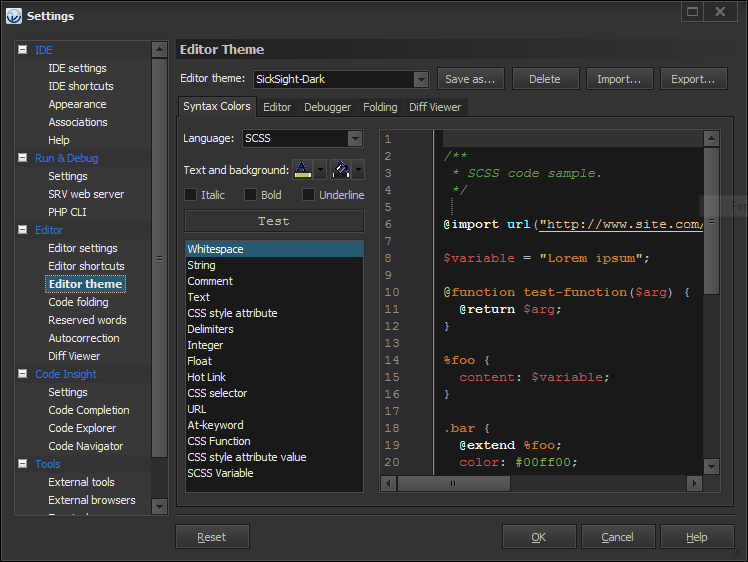 Settings
IDE
IDE settings
IDE shortcuts
Appearance
Associations
Help
Run & Debug
Settings
SRV web server
PHP CLI
Editor
Editor settings
Editor shortcuts
Editor theme
Code folding
Reserved words
Autocorrection
Diff Viewer
Code Insight
Settings
Code Completion
Code Explorer
Code Navigator
Tools
External tools
External browsers
Editor Theme
Editor theme: SickSight-Dark Save as... Delete Import... Export...
Syntax Colors Editor Debugger Folding Diff Viewer
Language: SCSS
Text and background:
Italic Bold Underline
Test
Whitespace
String
Comment
Text
CSS style attribute
Delimiters
Integer
Float
Hot Link
CSS selector
URL
At-keyword
CSS Function
CSS style attribute value
SCSS Variable
1
2 /**
3 * SCSS code sample.
4 */
5
6 @import url("http://www.site.com/
7
8 $variable = "Lorem ipsum";
9
10 @function test-function($arg) {
11 @return $arg;
12 }
13
14 %foo {
15 content: $variable;
16 }
17
18 .bar {
19 @extend %foo;
20 color: #00ff00;
Reset OK Cancel Help